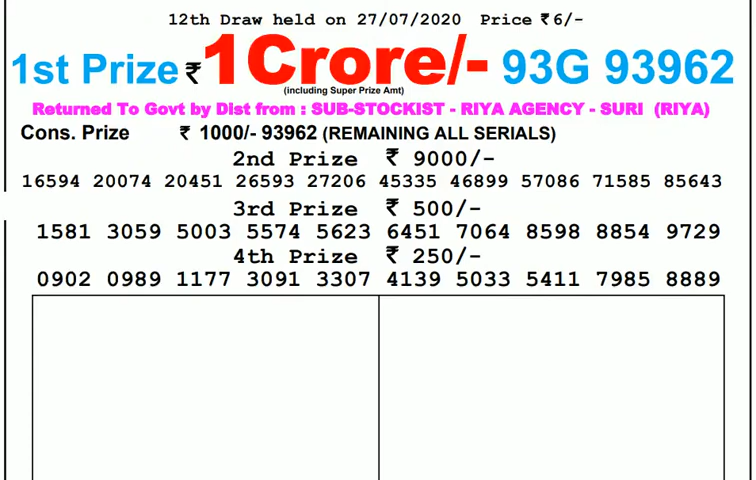 12th Draw held on 27/07/2020 Price ₹ 6/-
1st Prize ₹ 1Crore/- 93G 93962
(including Super Prize Amt)
Returned To Govt by Dist from : SUB-STOCKIST - RIYA AGENCY - SURI (RIYA)
Cons. Prize ₹ 1000/- 93962 (REMAINING ALL SERIALS)
2nd Prize ₹ 9000/-
16594 20074 20451 26593 27206 45335 46899 57086 71585 85643
3rd Prize ₹ 500/-
1581 3059 5003 5574 5623 6451 7064 8598 8854 9729
4th Prize ₹ 250/-
0902 0989 1177 3091 3307 4139 5033 5411 7985 8889